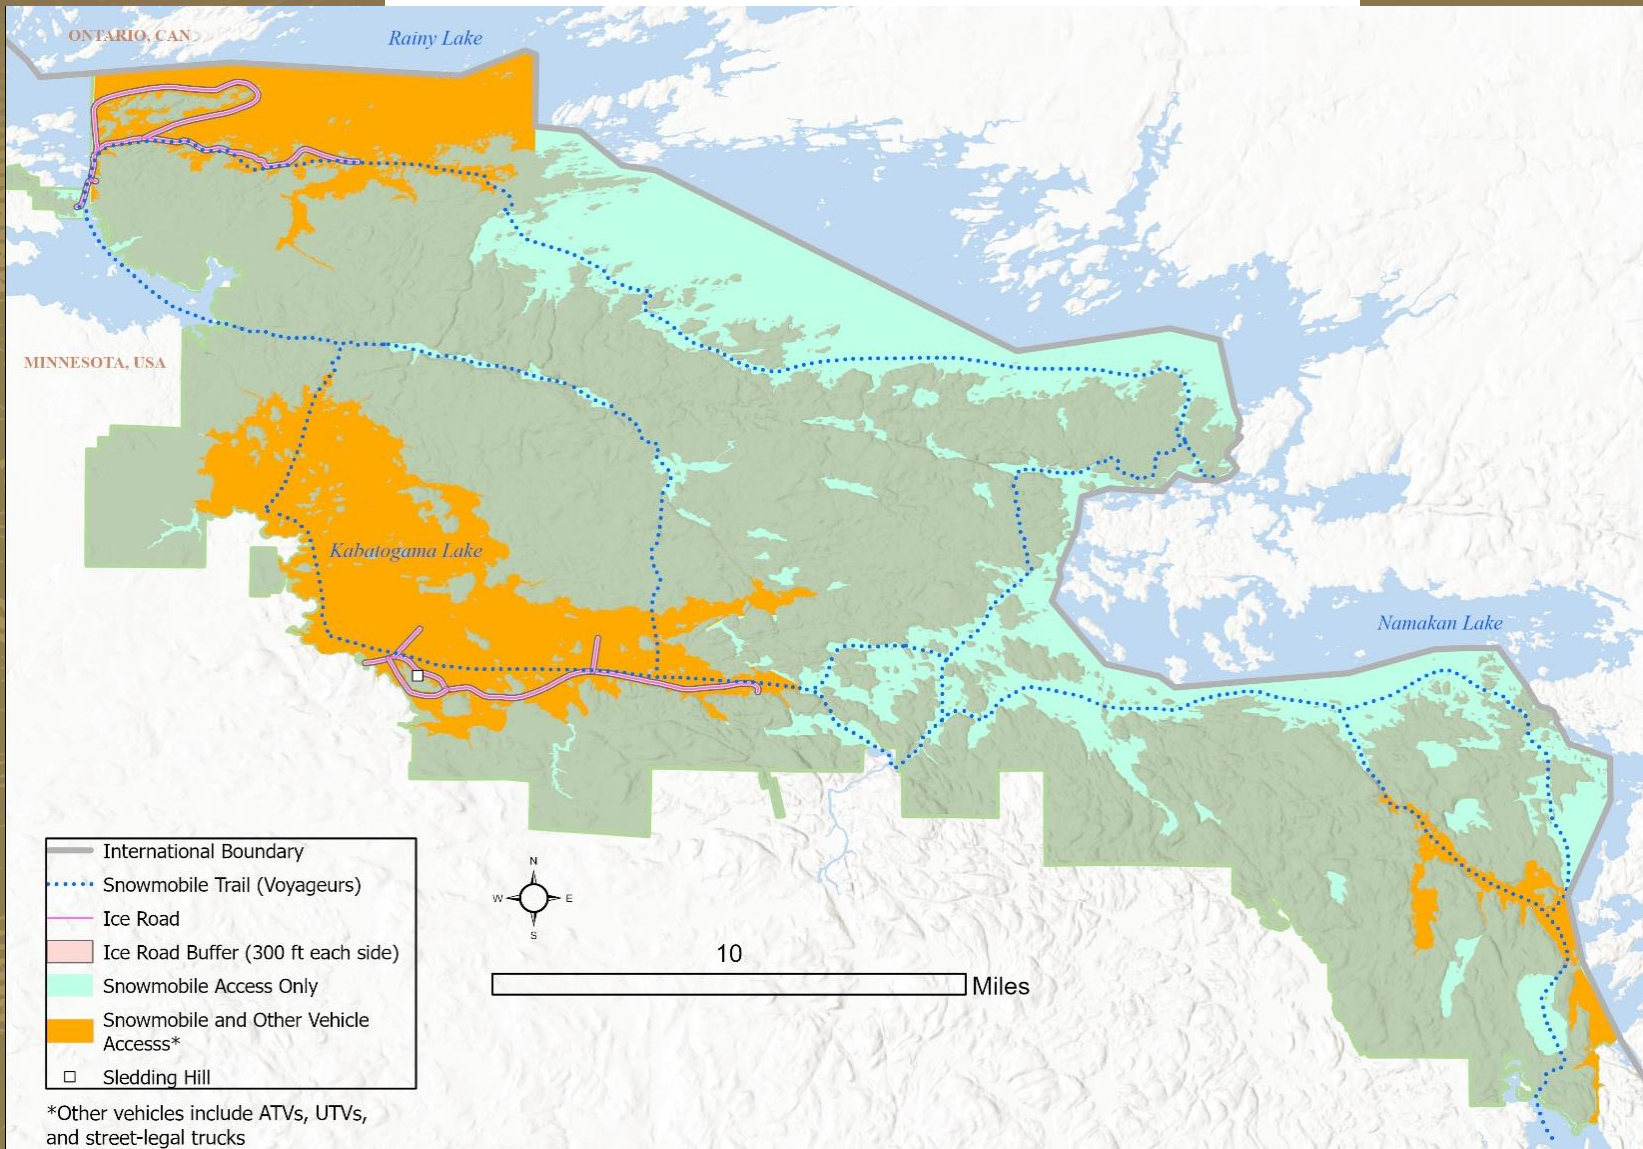 ONTARIO, CAN
Rainy Lake
MINNESOTA, USA
Kabatogama Lake
Namakan Lake
International Boundary
Snowmobile Trail (Voyageurs)
Ice Road
Ice Road Buffer (300 ft each side)
Snowmobile Access Only
Snowmobile and Other Vehicle
Accesss*
Sledding Hill
*Other vehicles include ATVs, UTVs,
and street-legal trucks
N
W E
S
10
Miles